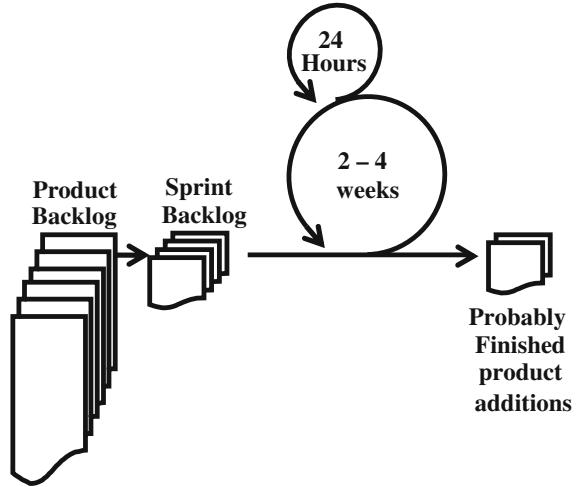 24
Hours
2 – 4
weeks
Product
Backlog
Sprint
Backlog
Probably
Finished
product
additions